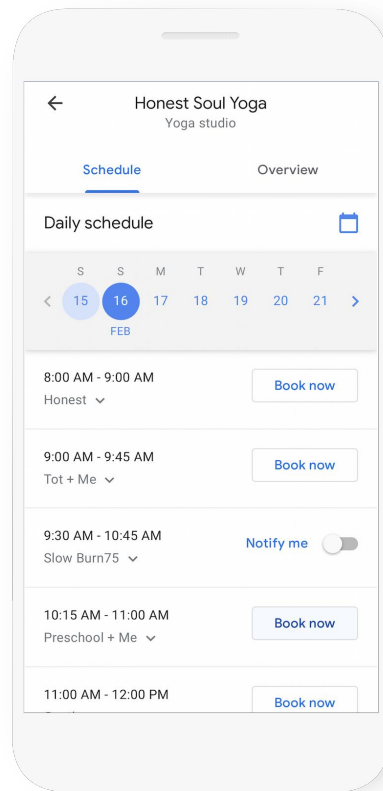 Honest Soul Yoga
Yoga studio
Schedule Overview
Daily schedule
S S M T W T F
15 16 17 18 19 20 21
FEB
8:00 AM - 9:00 AM
Book now
Honest
9:00 AM - 9:45 AM
Book now
Tot + Me
9:30 AM - 10:45 AM
Notify me
Slow Burn75
10:15 AM - 11:00 AM
Book now
Preschool + Me
11:00 AM - 12:00 PM
Book now